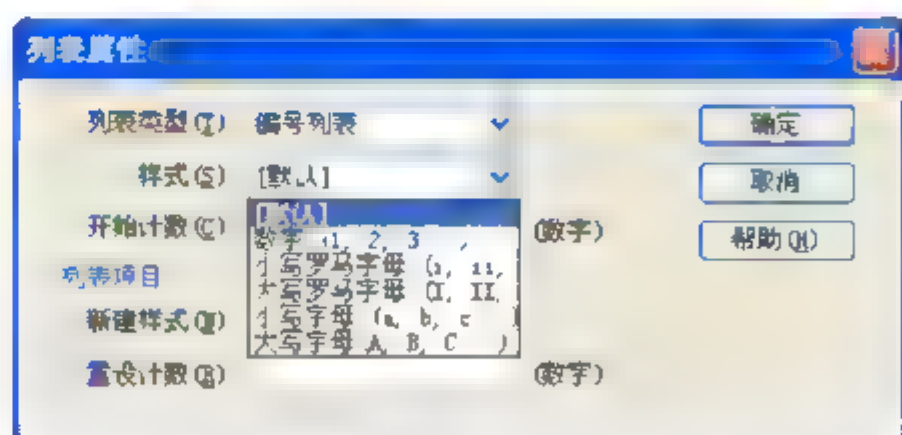 列表属性
列表类型(T) 编号列表 确定
样式(S) [默认] 取消
[默认]
开始计数(C) (数字) 帮助(H)
数字 (1, 2, 3
小写罗马字母 (i, ii,
列表项目
大写罗马字母 (I, II,
新建样式(N) 小写字母 (a, b, c
大写字母 A, B, C )
重设计数(R) (数字)